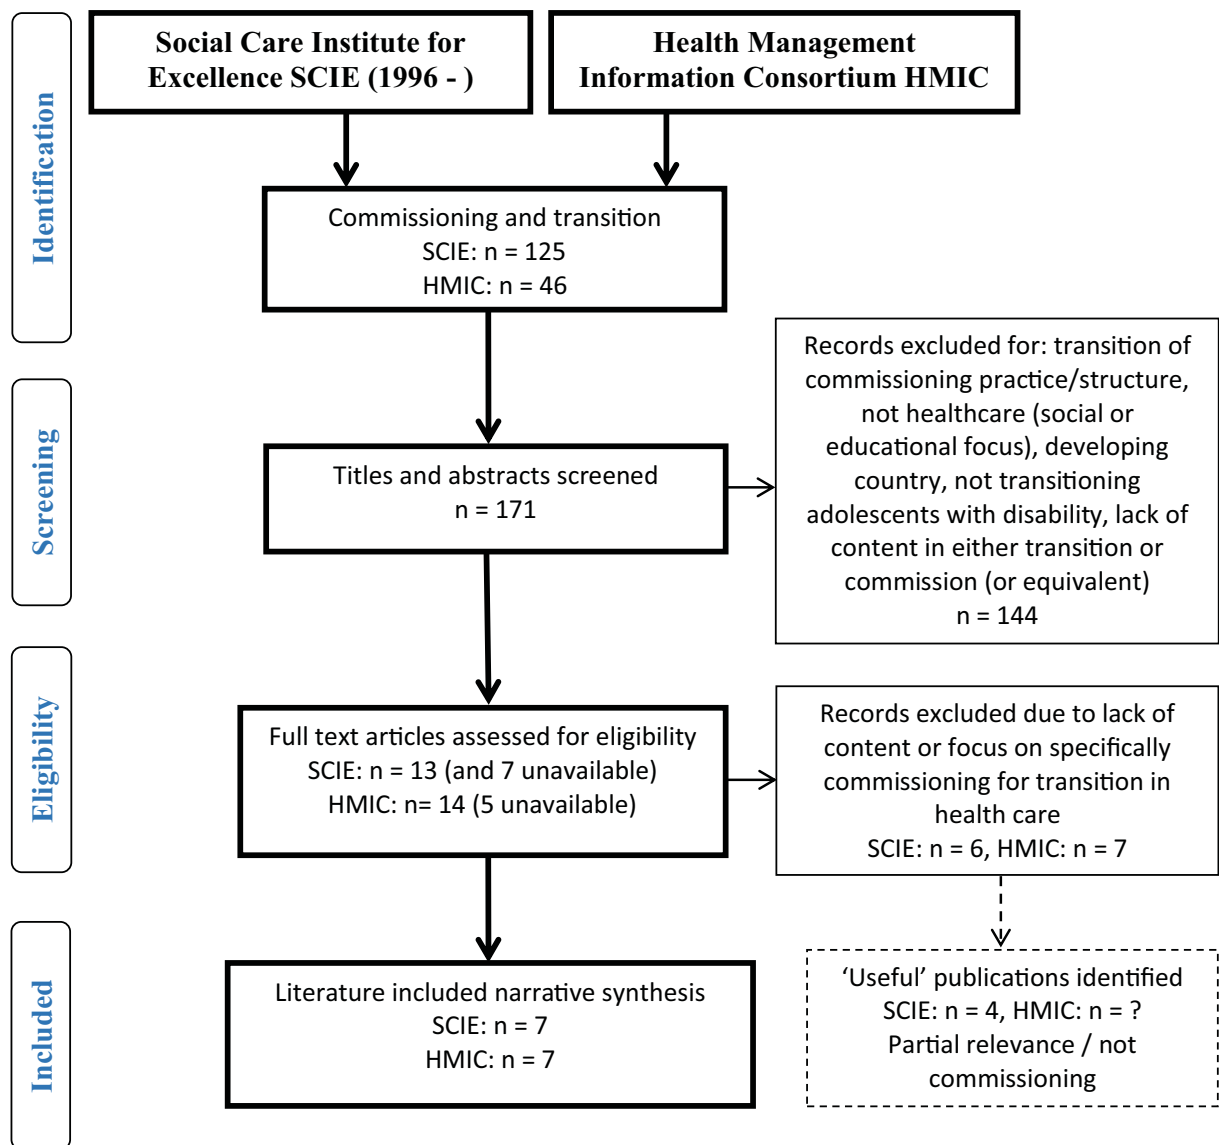 Identification
Social Care Institute for
Excellence SCIE (1996 - )
Health Management
Information Consortium HMIC
Commissioning and transition
SCIE: n = 125
HMIC: n = 46
Screening
Titles and abstracts screened
n = 171
Records excluded for: transition of
commissioning practice/structure,
not healthcare (social or
educational focus), developing
country, not transitioning
adolescents with disability, lack of
content in either transition or
commission (or equivalent)
n = 144
Eligibility
Full text articles assessed for eligibility
SCIE: n = 13 (and 7 unavailable)
HMIC: n= 14 (5 unavailable)
Records excluded due to lack of
content or focus on specifically
commissioning for transition in
health care
SCIE: n = 6, HMIC: n = 7
Included
Literature included narrative synthesis
SCIE: n = 7
HMIC: n = 7
‘Useful’ publications identified
SCIE: n = 4, HMIC: n = ?
Partial relevance / not
commissioning